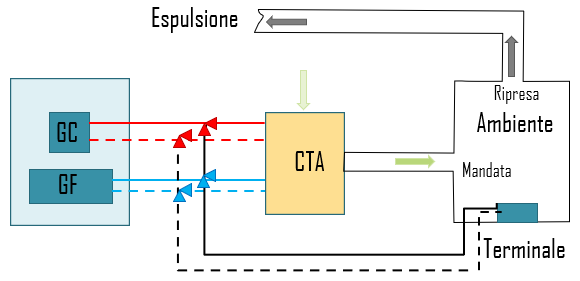 Espulsione
Ripresa
GC
Ambiente
CTA
Mandata
GF
Terminale